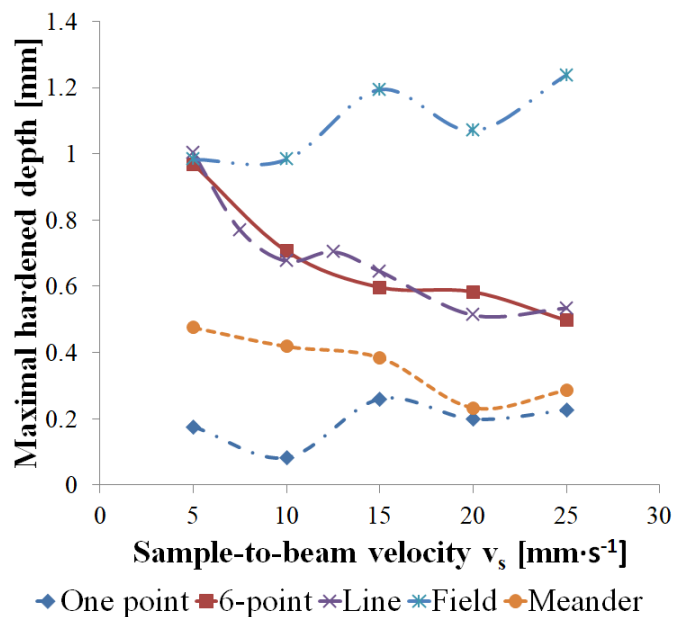 Maximal hardened depth [mm]
1.4
1.2
1
0.8
0.6
0.4
0.2
0
0 5 10 15 20 25 30
Sample-to-beam velocity vs [mm·s-1]
One point 6-point Line Field Meander